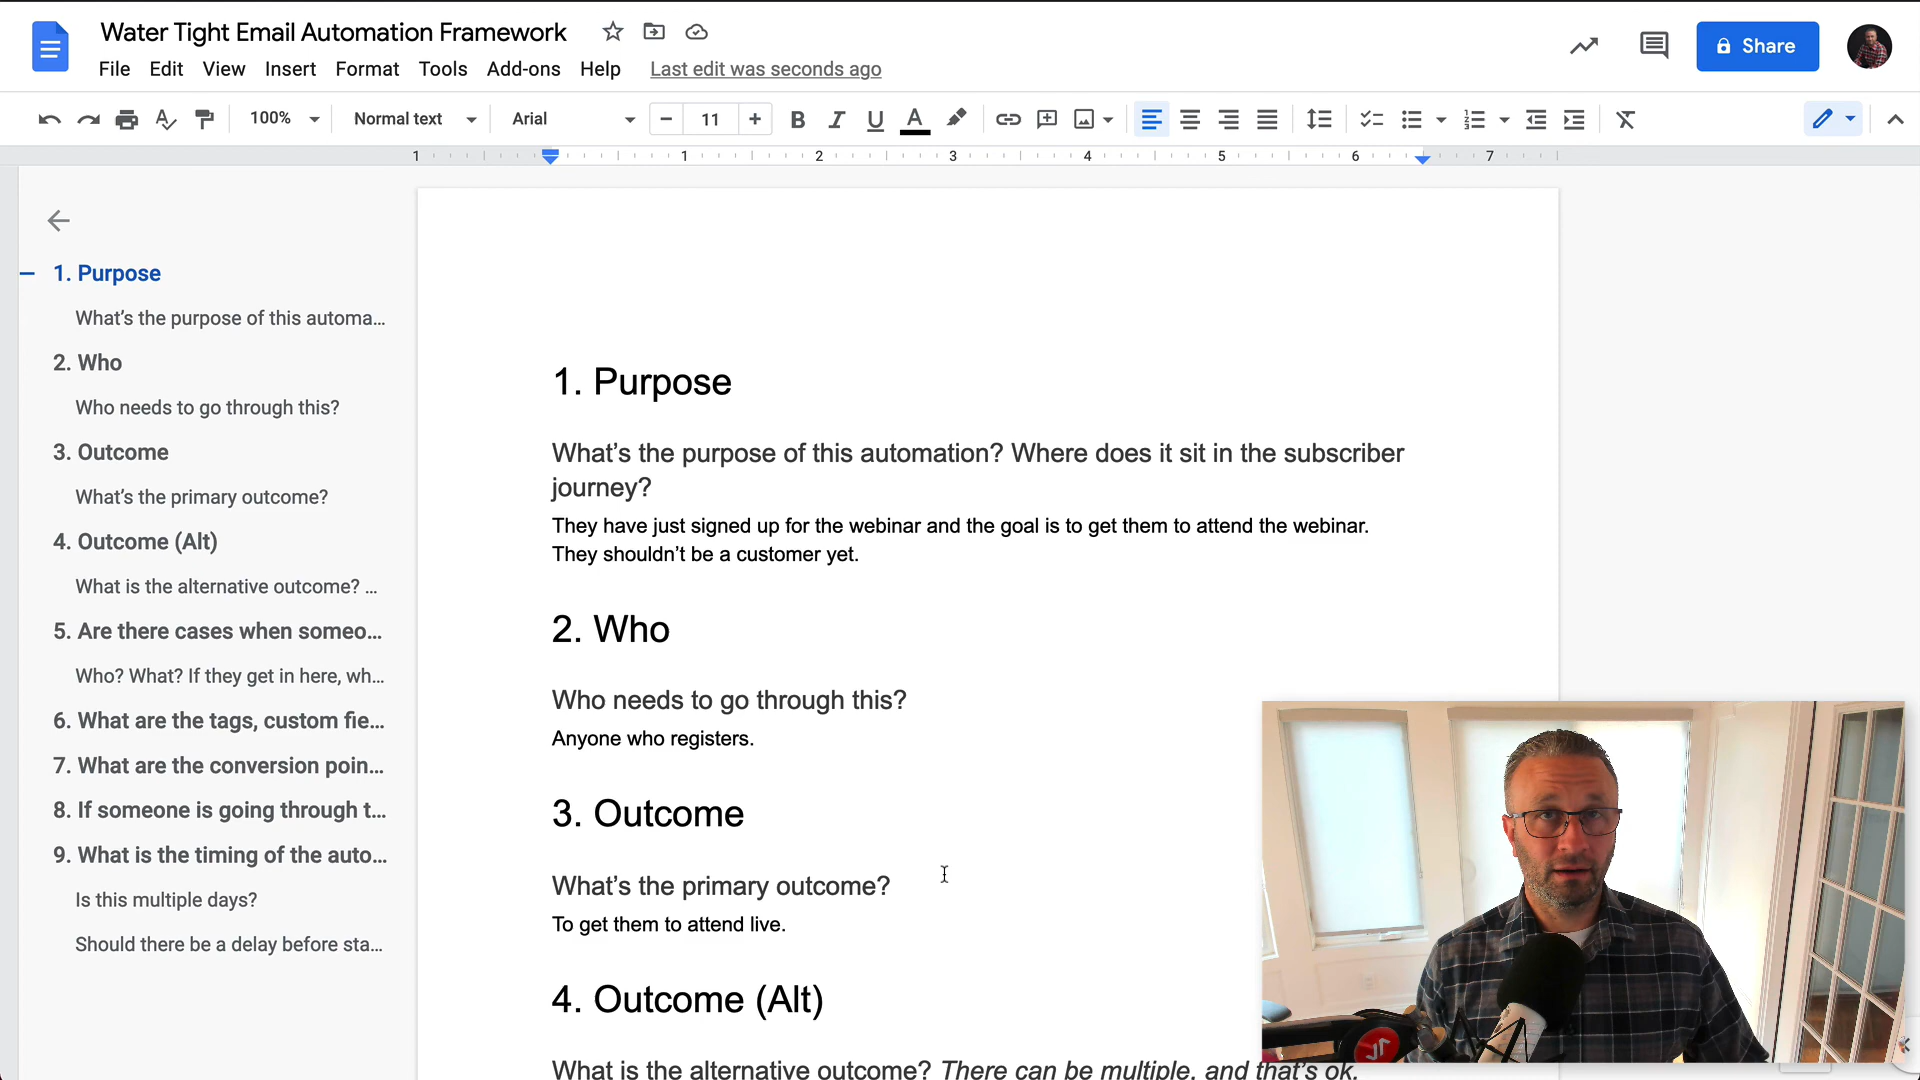 Water Tight Email Automation Framework
File Edit View Insert Format Tools Add-ons Help Last edit was seconds ago
Share
100% Normal text Arial 11
1 1 2 3 4 5 6 7
1. Purpose
What's the purpose of this automa...
2. Who
Who needs to go through this?
3. Outcome
What's the primary outcome?
4. Outcome (Alt)
What is the alternative outcome? ...
5. Are there cases when someo...
Who? What? If they get in here, wh...
6. What are the tags, custom fie...
7. What are the conversion poin...
8. If someone is going through t...
9. What is the timing of the auto...
Is this multiple days?
Should there be a delay before sta...
1. Purpose
What's the purpose of this automation? Where does it sit in the subscriber
journey?
They have just signed up for the webinar and the goal is to get them to attend the webinar.
They shouldn't be a customer yet.
2. Who
Who needs to go through this?
Anyone who registers.
3. Outcome
What's the primary outcome?
To get them to attend live.
4. Outcome (Alt)
What is the alternative outcome? There can be multiple, and that's ok.